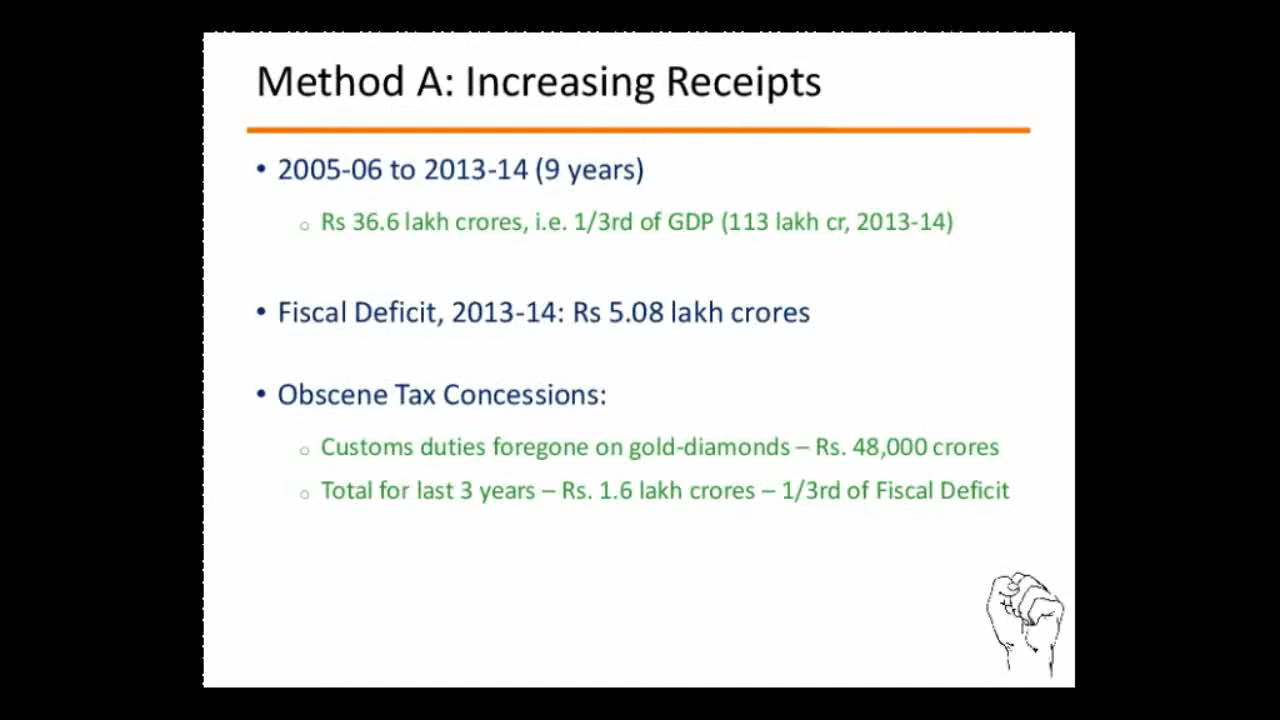 Method A: Increasing Receipts
• 2005-06 to 2013-14 (9 years)
o Rs 36.6 lakh crores, i.e. 1/3rd of GDP (113 lakh cr, 2013-14)
• Fiscal Deficit, 2013-14: Rs 5.08 lakh crores
• Obscene Tax Concessions:
o Customs duties foregone on gold-diamonds – Rs. 48,000 crores
o Total for last 3 years – Rs. 1.6 lakh crores – 1/3rd of Fiscal Deficit